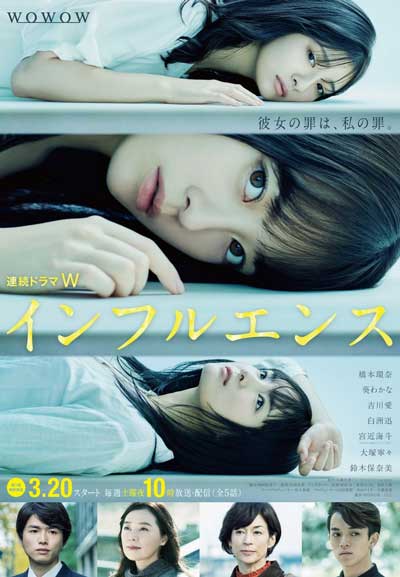 WOWOW
彼女の罪は、私の罪。
連続ドラマW
インフルエンス
橋本環奈
葵わかな
吉川愛
白洲迅
宮近海斗
大塚寧々
鈴木保奈美
3.20スタート 毎週土曜夜10時放送・配信(全5話)